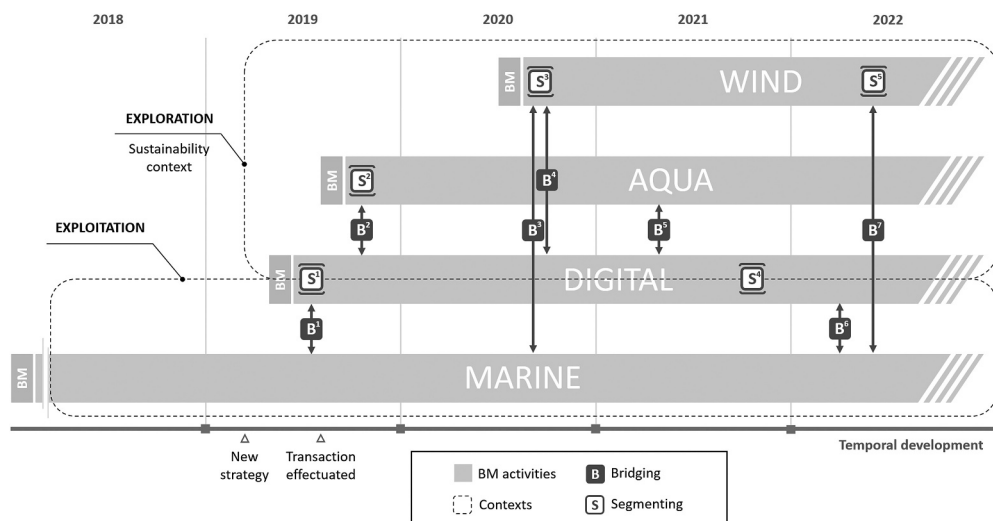 2018 2019 2020 2021 2022
BM S³ WIND S⁵
EXPLORATION
Sustainability
context
BM S² AQUA
B⁴
EXPLOITATION
B² B³ B⁵ B⁷
BM S¹ DIGITAL S⁴
B¹ B⁶
BM MARINE
Temporal development
New
strategy
Transaction
effectuated
BM activities B Bridging
Contexts S Segmenting